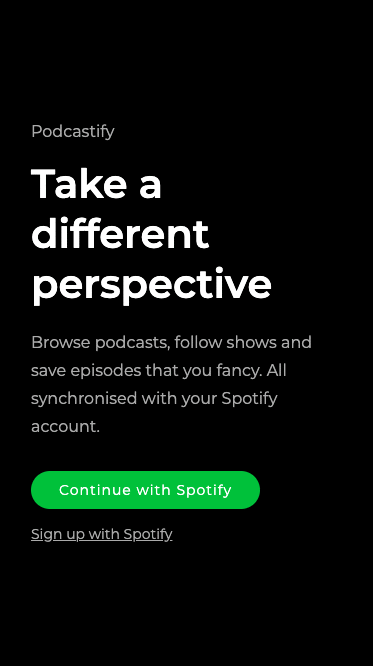 Podcastify
Take a
different
perspective
Browse podcasts, follow shows and
save episodes that you fancy. All
synchronised with your Spotify
account.
Continue with Spotify
Sign up with Spotify